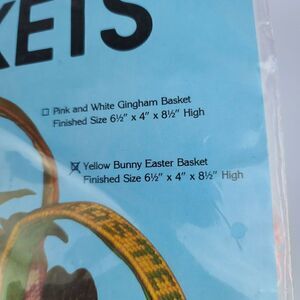 KETS
☐ Pink and White Gingham Basket
Finished Size 6½" x 4" x 8½" High
☒ Yellow Bunny Easter Basket
Finished Size 6½" x 4" x 8½" High